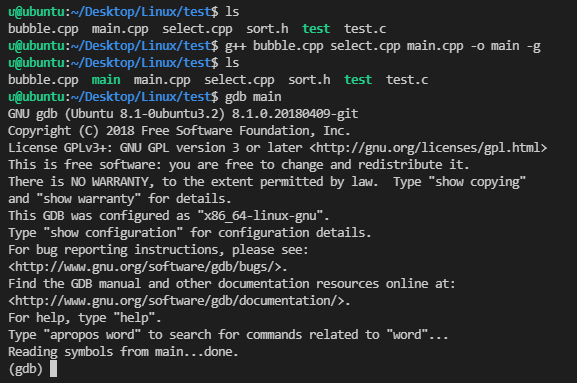 u@ubuntu:~/Desktop/Linux/test$ ls
bubble.cpp main.cpp select.cpp sort.h test test.c
u@ubuntu:~/Desktop/Linux/test$ g++ bubble.cpp select.cpp main.cpp -o main -g
u@ubuntu:~/Desktop/Linux/test$ ls
bubble.cpp main main.cpp select.cpp sort.h test test.c
u@ubuntu:~/Desktop/Linux/test$ gdb main
GNU gdb (Ubuntu 8.1-0ubuntu3.2) 8.1.0.20180409-git
Copyright (C) 2018 Free Software Foundation, Inc.
License GPLv3+: GNU GPL version 3 or later <http://gnu.org/licenses/gpl.html>
This is free software: you are free to change and redistribute it.
There is NO WARRANTY, to the extent permitted by law.  Type "show copying"
and "show warranty" for details.
This GDB was configured as "x86_64-linux-gnu".
Type "show configuration" for configuration details.
For bug reporting instructions, please see:
<http://www.gnu.org/software/gdb/bugs/>.
Find the GDB manual and other documentation resources online at:
<http://www.gnu.org/software/gdb/documentation/>.
For help, type "help".
Type "apropos word" to search for commands related to "word"...
Reading symbols from main...done.
(gdb)